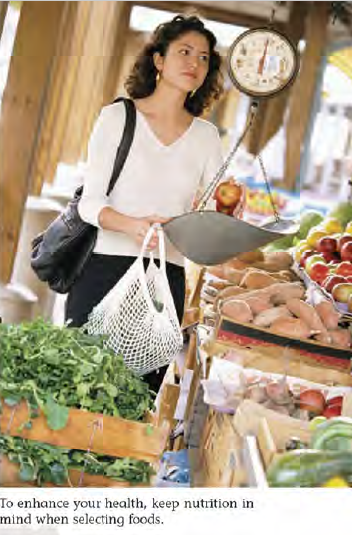 To enhance your health, keep nutrition in
mind when selecting foods.